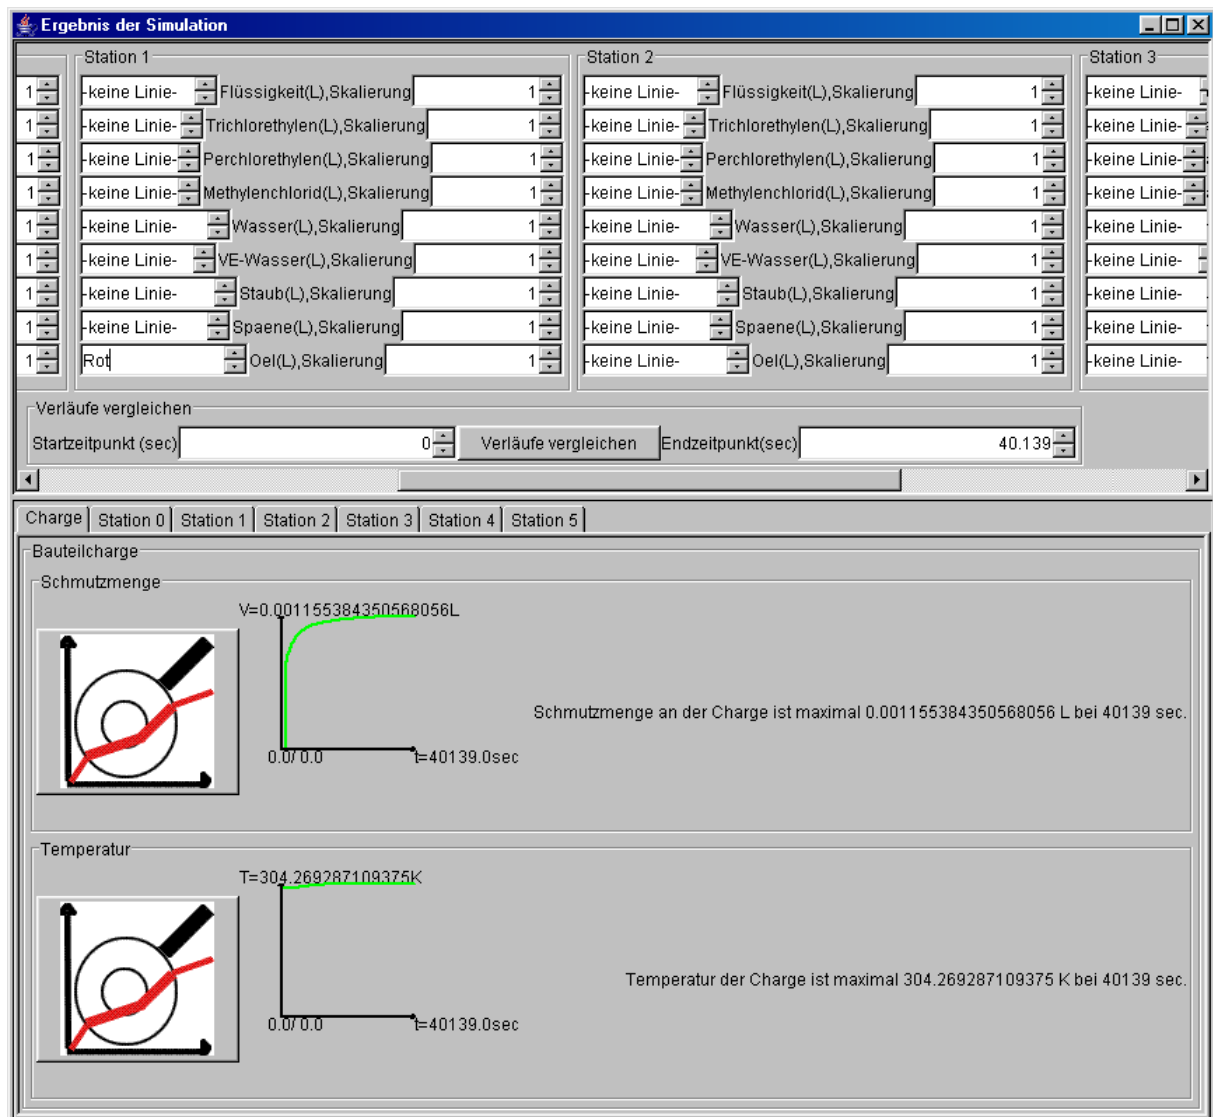 Ergebnis der Simulation
Station 1 Station 2 Station 3
1 -keine Linie- Flüssigkeit(L),Skalierung 1 -keine Linie- Flüssigkeit(L),Skalierung 1 -keine Linie-
1 -keine Linie- Trichlorethylen(L),Skalierung 1 -keine Linie- Trichlorethylen(L),Skalierung 1 -keine Linie-
1 -keine Linie- Perchlorethylen(L),Skalierung 1 -keine Linie- Perchlorethylen(L),Skalierung 1 -keine Linie-
1 -keine Linie- Methylenchlorid(L),Skalierung 1 -keine Linie- Methylenchlorid(L),Skalierung 1 -keine Linie-
1 -keine Linie- Wasser(L),Skalierung 1 -keine Linie- Wasser(L),Skalierung 1 -keine Linie-
1 -keine Linie- VE-Wasser(L),Skalierung 1 -keine Linie- VE-Wasser(L),Skalierung 1 -keine Linie-
1 -keine Linie- Staub(L),Skalierung 1 -keine Linie- Staub(L),Skalierung 1 -keine Linie-
1 -keine Linie- Spaene(L),Skalierung 1 -keine Linie- Spaene(L),Skalierung 1 -keine Linie-
1 Rot Oel(L),Skalierung 1 -keine Linie- Oel(L),Skalierung 1 -keine Linie-
Verläufe vergleichen
Startzeitpunkt (sec) 0 Verläufe vergleichen Endzeitpunkt(sec) 40.139
Charge Station 0 Station 1 Station 2 Station 3 Station 4 Station 5
Bauteilcharge
Schmutzmenge
V=0.001155384350568056L
Schmutzmenge an der Charge ist maximal 0.001155384350568056 L bei 40139 sec.
0.0/ 0.0 t=40139.0sec
Temperatur
T=304.269287109375K
Temperatur der Charge ist maximal 304.269287109375 K bei 40139 sec.
0.0/ 0.0 t=40139.0sec